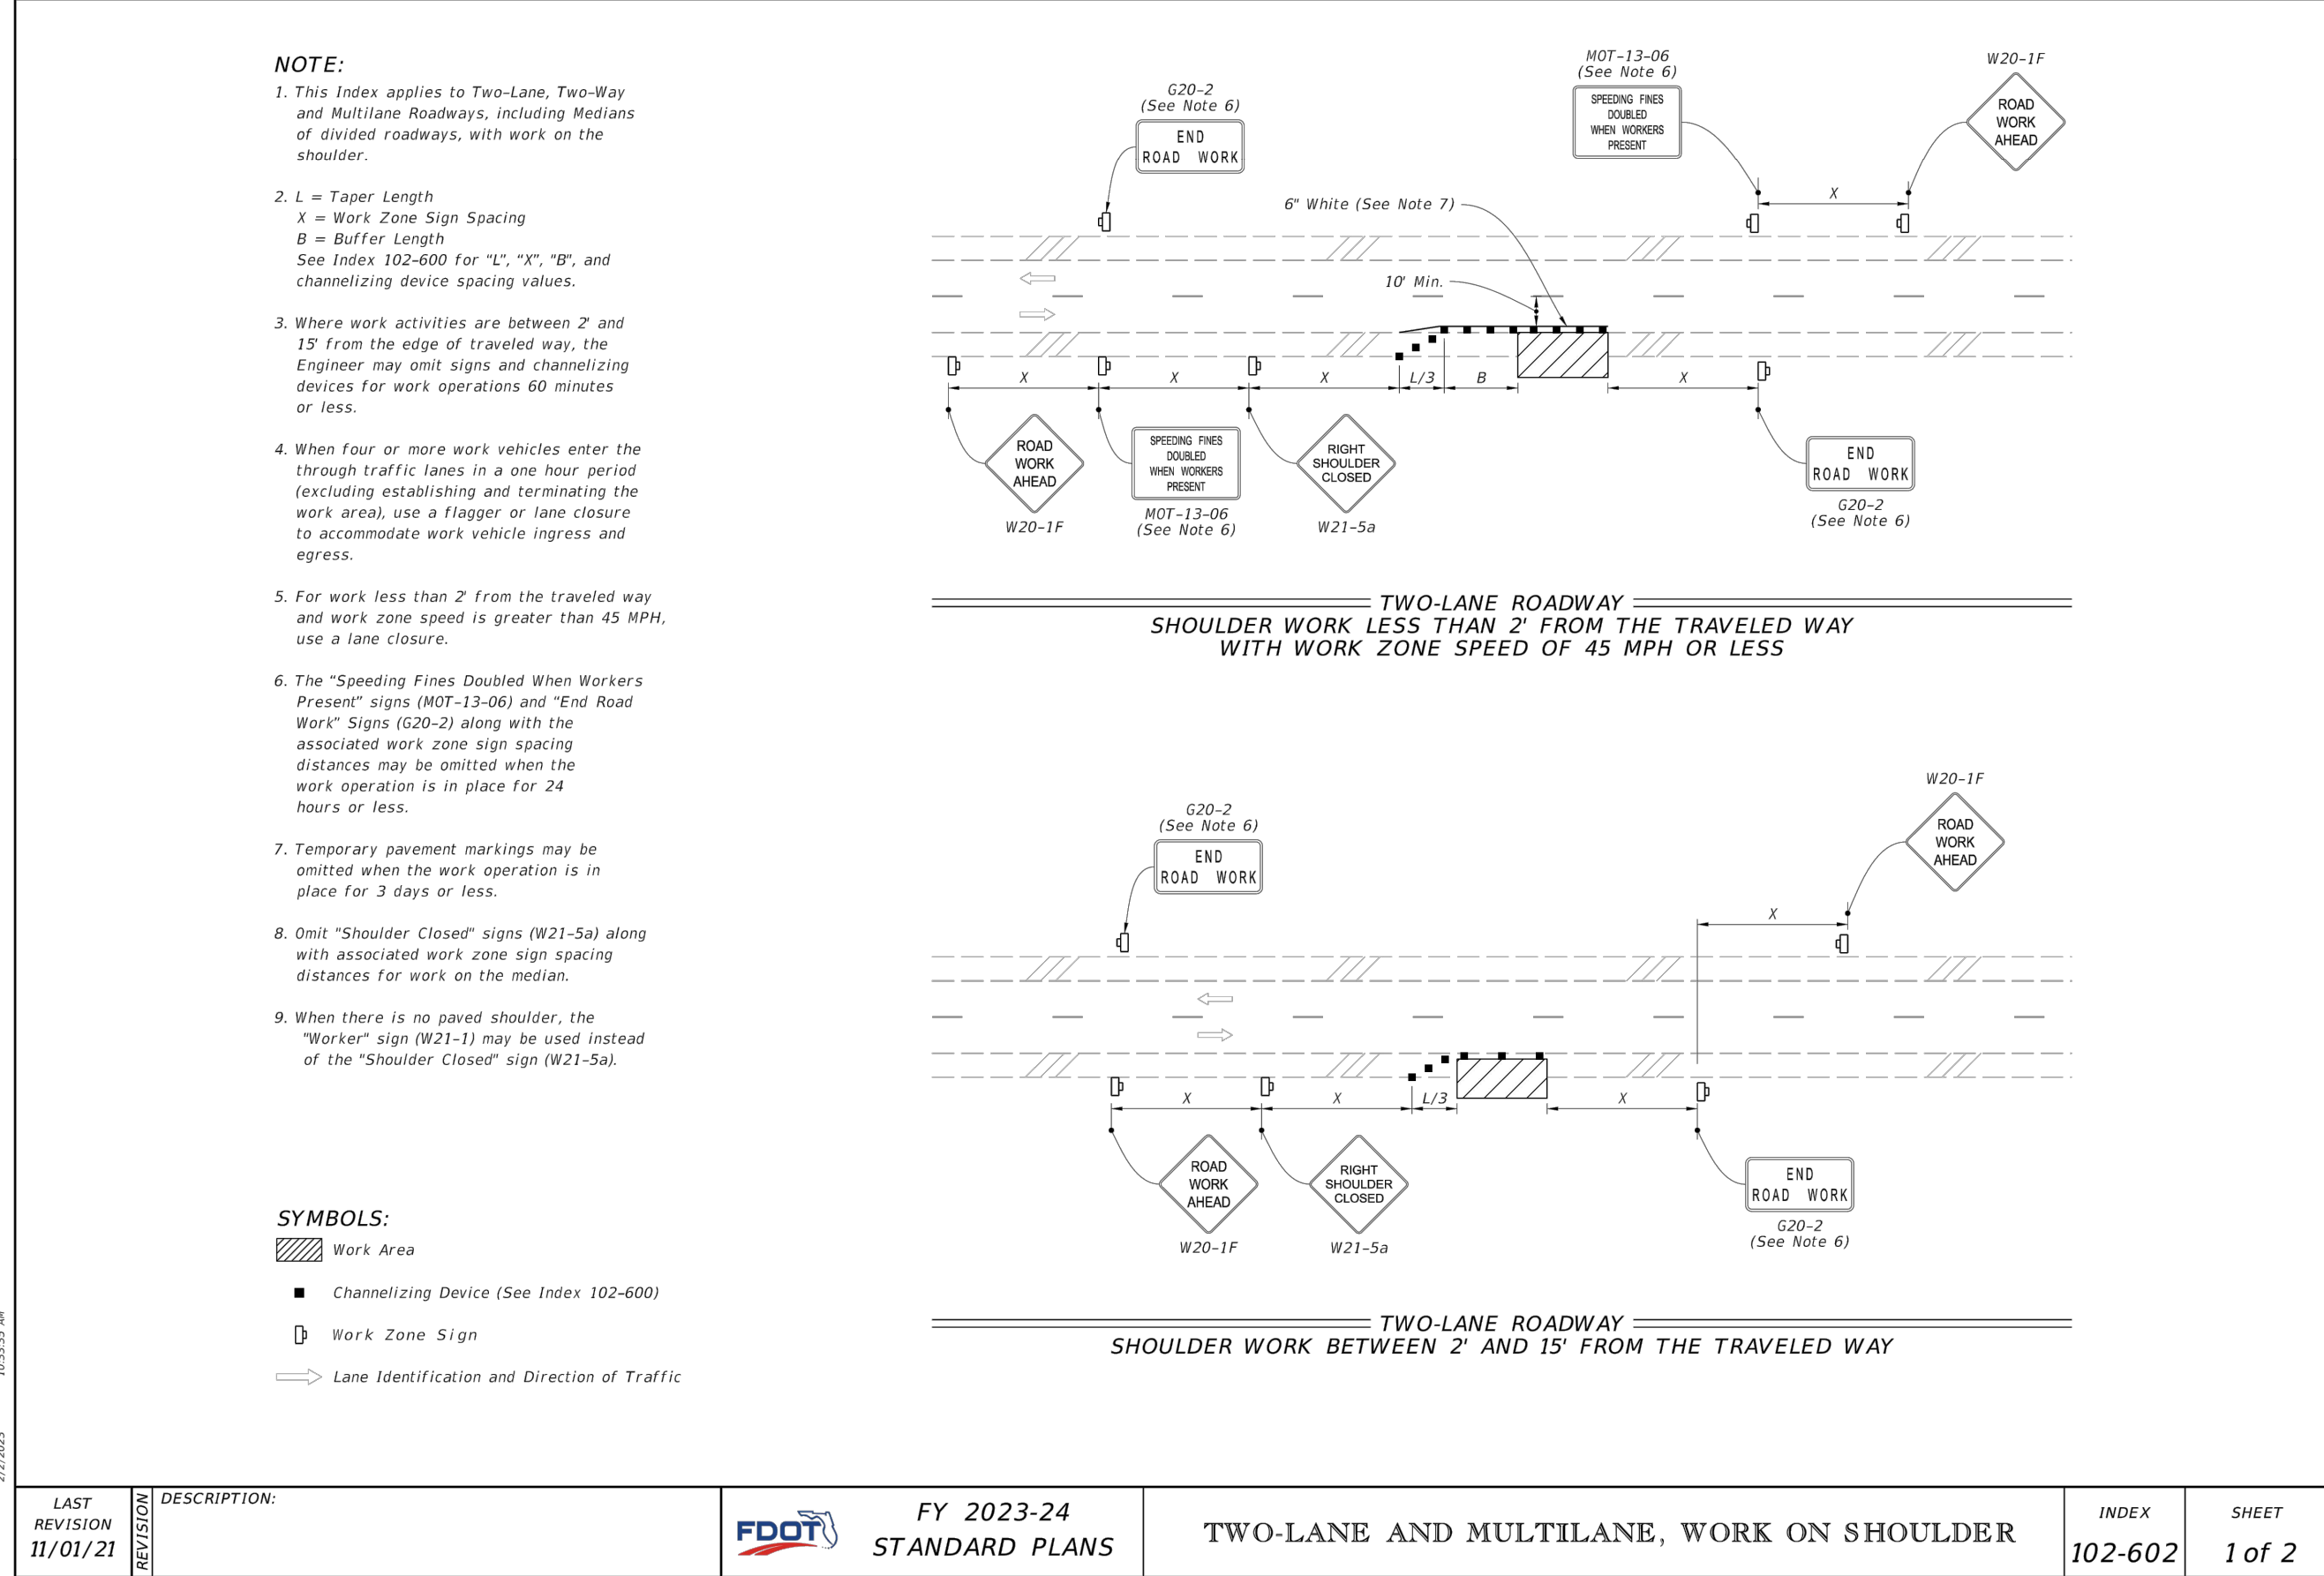 NOTE:
1. This Index applies to Two-Lane, Two-Way
and Multilane Roadways, including Medians
of divided roadways, with work on the
shoulder.
2. L = Taper Length
X = Work Zone Sign Spacing
B = Buffer Length
See Index 102-600 for "L", "X", "B", and
channelizing device spacing values.
3. Where work activities are between 2' and
15' from the edge of traveled way, the
Engineer may omit signs and channelizing
devices for work operations 60 minutes
or less.
4. When four or more work vehicles enter the
through traffic lanes in a one hour period
(excluding establishing and terminating the
work area), use a flagger or lane closure
to accommodate work vehicle ingress and
egress.
5. For work less than 2' from the traveled way
and work zone speed is greater than 45 MPH,
use a lane closure.
6. The "Speeding Fines Doubled When Workers
Present" signs (MOT-13-06) and "End Road
Work" Signs (G20-2) along with the
associated work zone sign spacing
distances may be omitted when the
work operation is in place for 24
hours or less.
7. Temporary pavement markings may be
omitted when the work operation is in
place for 3 days or less.
8. Omit "Shoulder Closed" signs (W21-5a) along
with associated work zone sign spacing
distances for work on the median.
9. When there is no paved shoulder, the
"Worker" sign (W21-1) may be used instead
of the "Shoulder Closed" sign (W21-5a).
SYMBOLS:
Work Area
Channelizing Device (See Index 102-600)
Work Zone Sign
Lane Identification and Direction of Traffic
G20-2
(See Note 6)
END
ROAD WORK
MOT-13-06
(See Note 6)
SPEEDING FINES
DOUBLED
WHEN WORKERS
PRESENT
W20-1F
ROAD
WORK
AHEAD
X
6" White (See Note 7)
10' Min.
X
X
X
L/3
B
X
ROAD
WORK
AHEAD
W20-1F
SPEEDING FINES
DOUBLED
WHEN WORKERS
PRESENT
MOT-13-06
(See Note 6)
RIGHT
SHOULDER
CLOSED
W21-5a
END
ROAD WORK
G20-2
(See Note 6)
TWO-LANE ROADWAY
SHOULDER WORK LESS THAN 2' FROM THE TRAVELED WAY
WITH WORK ZONE SPEED OF 45 MPH OR LESS
G20-2
(See Note 6)
END
ROAD WORK
W20-1F
ROAD
WORK
AHEAD
X
X
X
L/3
X
ROAD
WORK
AHEAD
W20-1F
RIGHT
SHOULDER
CLOSED
W21-5a
END
ROAD WORK
G20-2
(See Note 6)
TWO-LANE ROADWAY
SHOULDER WORK BETWEEN 2' AND 15' FROM THE TRAVELED WAY
LAST
REVISION
11/01/21
REVISION
DESCRIPTION:
FDOT
FY 2023-24
STANDARD PLANS
TWO-LANE AND MULTILANE, WORK ON SHOULDER
INDEX
102-602
SHEET
1 of 2